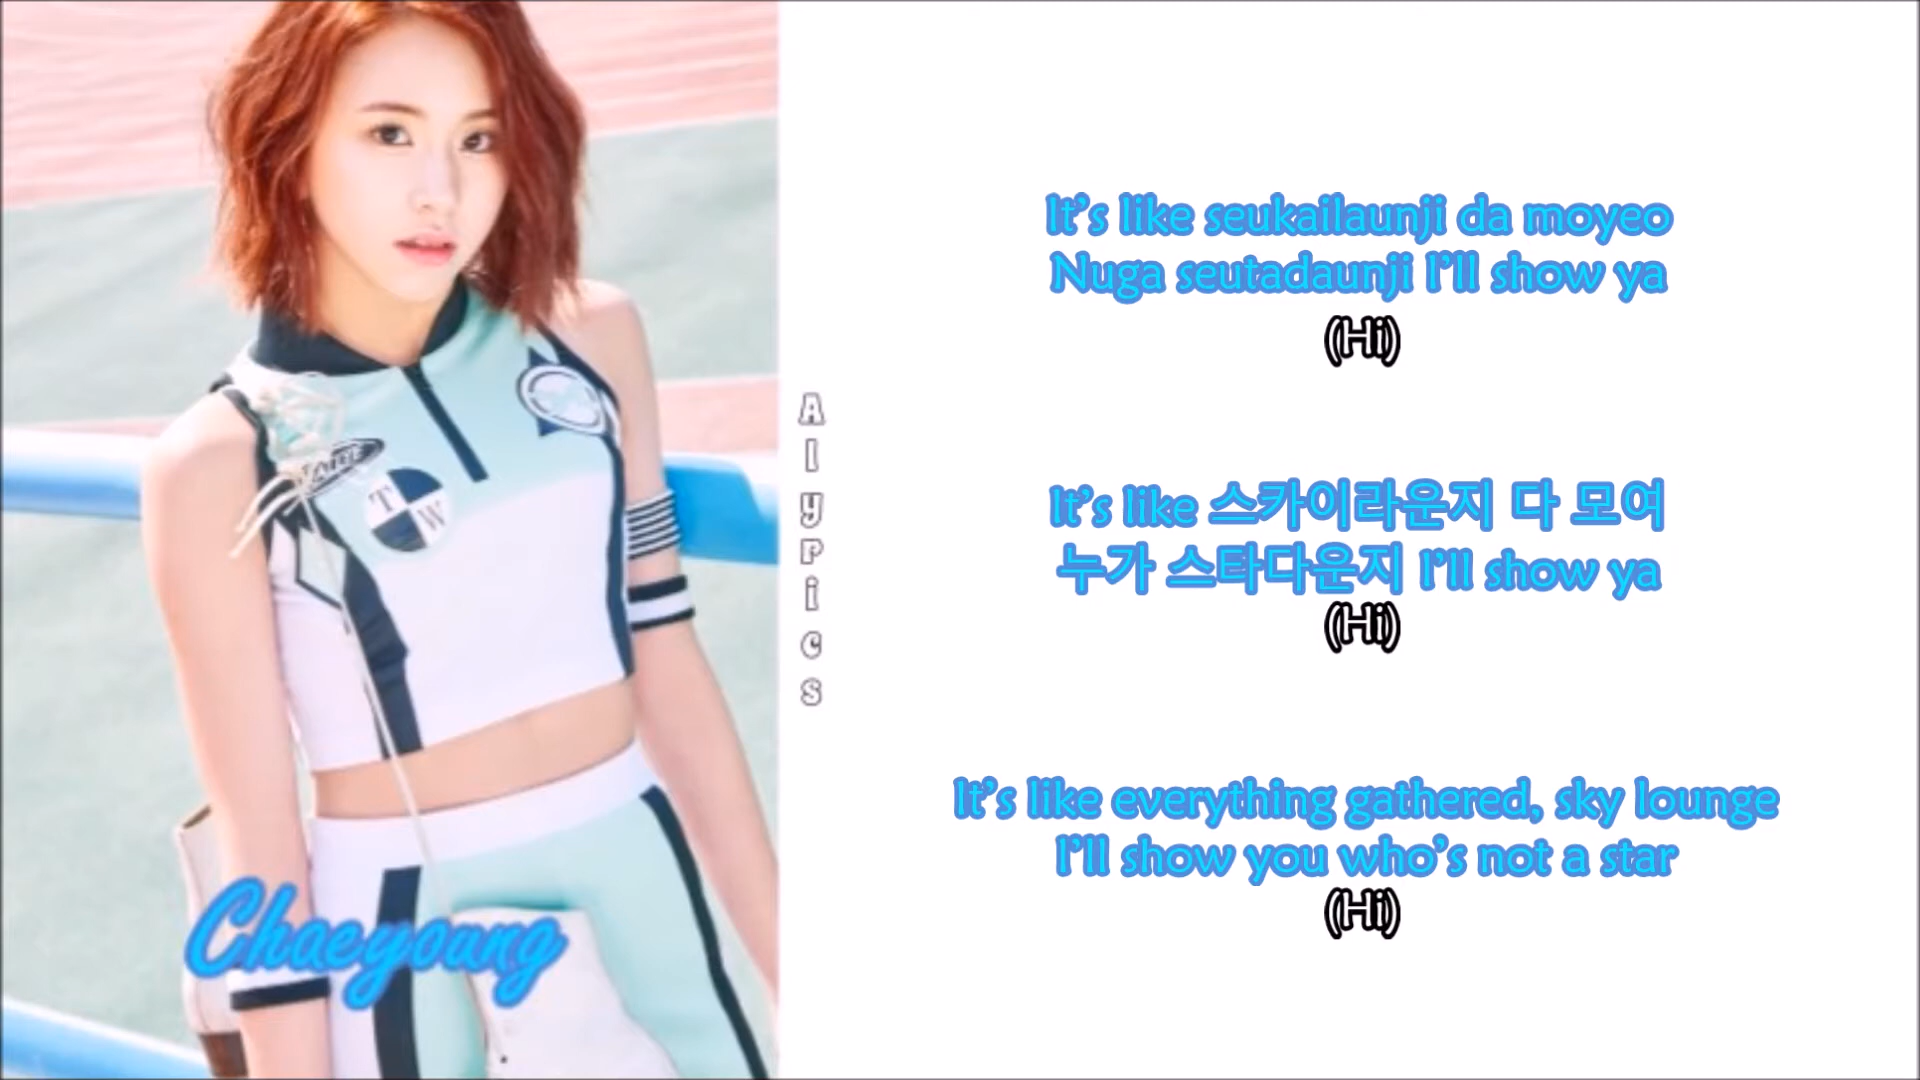 It's like seukailaunji da moyeo
Nuga seutadaunji I'll show ya
(Hi)
It's like 스카이라운지 다 모여
누가 스타다운지 I'll show ya
(Hi)
It's like everything gathered, sky lounge
I'll show you who's not a star
(Hi)
Alypics
Chaeyoung
T W